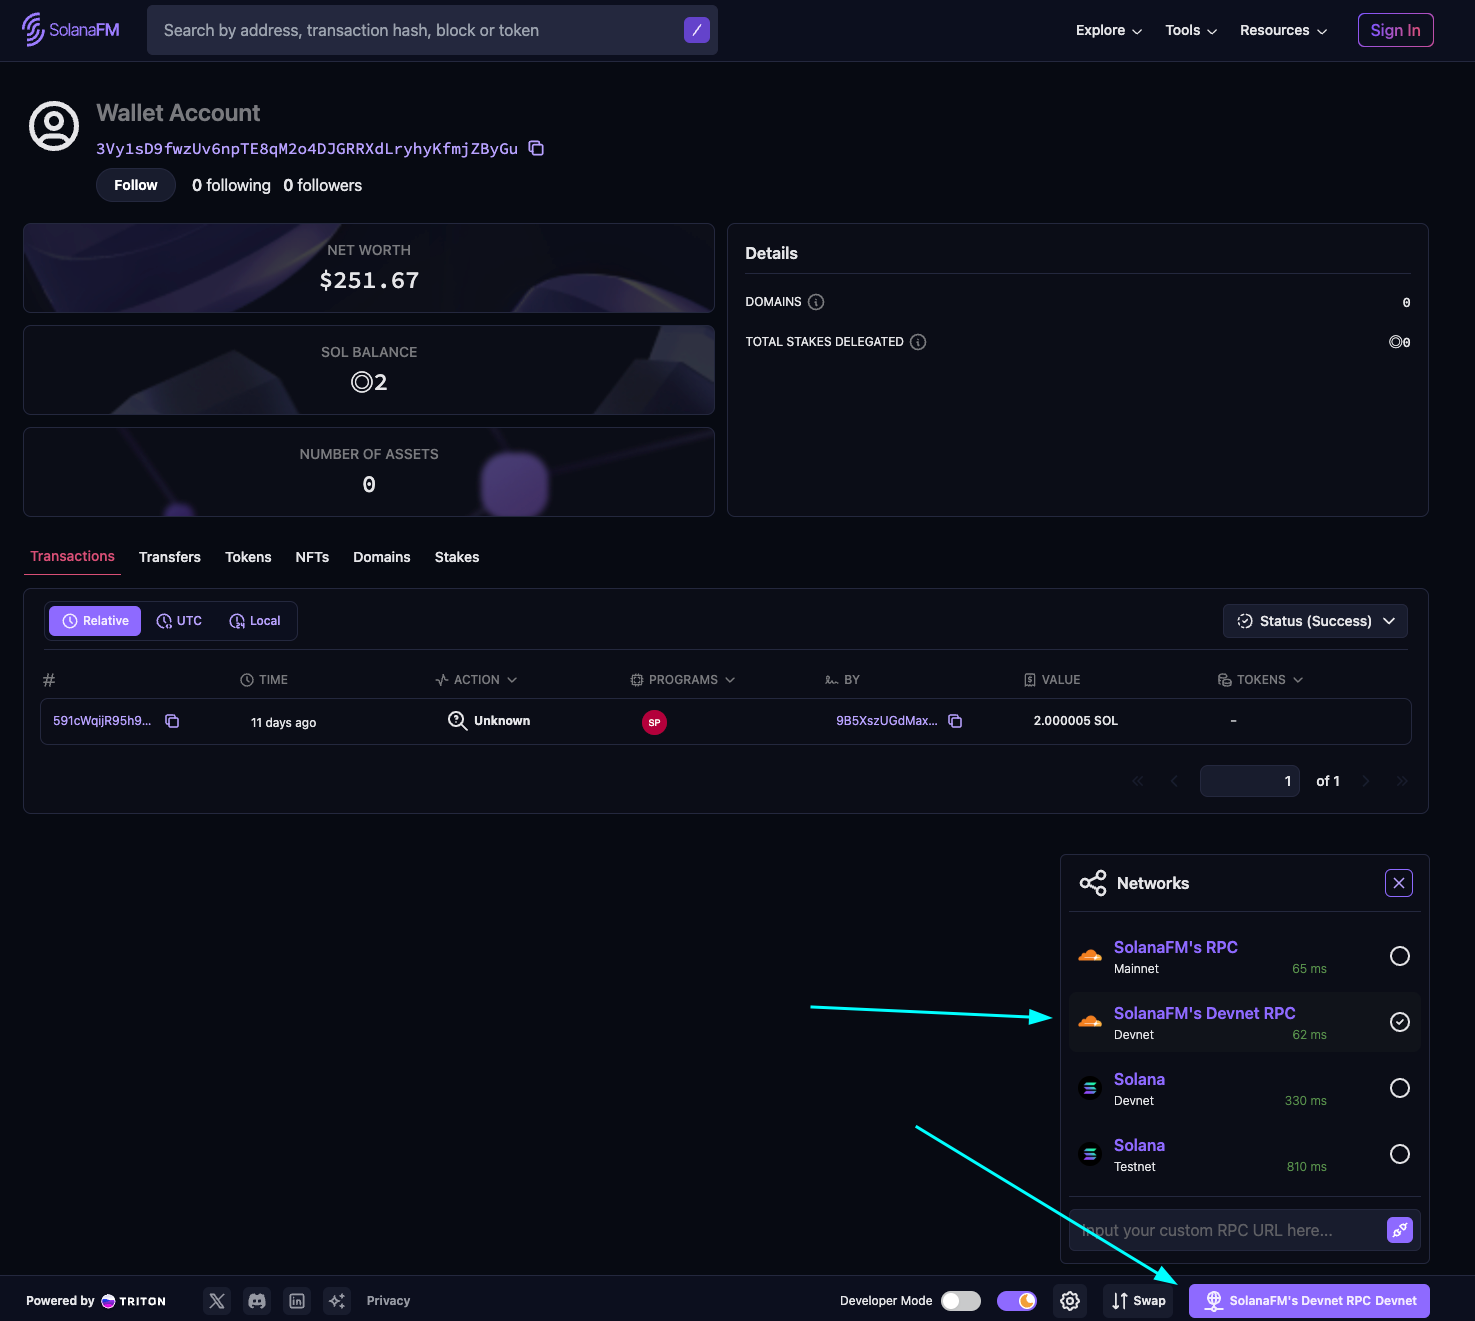 SolanaFM
Search by address, transaction hash, block or token
/
Explore
Tools
Resources
Sign In
Wallet Account
3Vy1sD9fwzUv6npTE8qM2o4DJGRRXdLryhyKfmjZByGu
Follow
0 following
0 followers
NET WORTH
$251.67
SOL BALANCE
2
NUMBER OF ASSETS
0
Details
DOMAINS
0
TOTAL STAKES DELEGATED
0
Transactions
Transfers
Tokens
NFTs
Domains
Stakes
Relative
UTC
Local
Status (Success)
#
TIME
ACTION
PROGRAMS
BY
VALUE
TOKENS
591cWqijR95h9...
11 days ago
Unknown
SP
9B5XszUGdMax...
2.000005 SOL
–
1
of 1
Networks
SolanaFM's RPC
Mainnet
65 ms
SolanaFM's Devnet RPC
Devnet
62 ms
Solana
Devnet
330 ms
Solana
Testnet
810 ms
Input your custom RPC URL here...
Powered by TRITON
Privacy
Developer Mode
Swap
SolanaFM's Devnet RPC Devnet